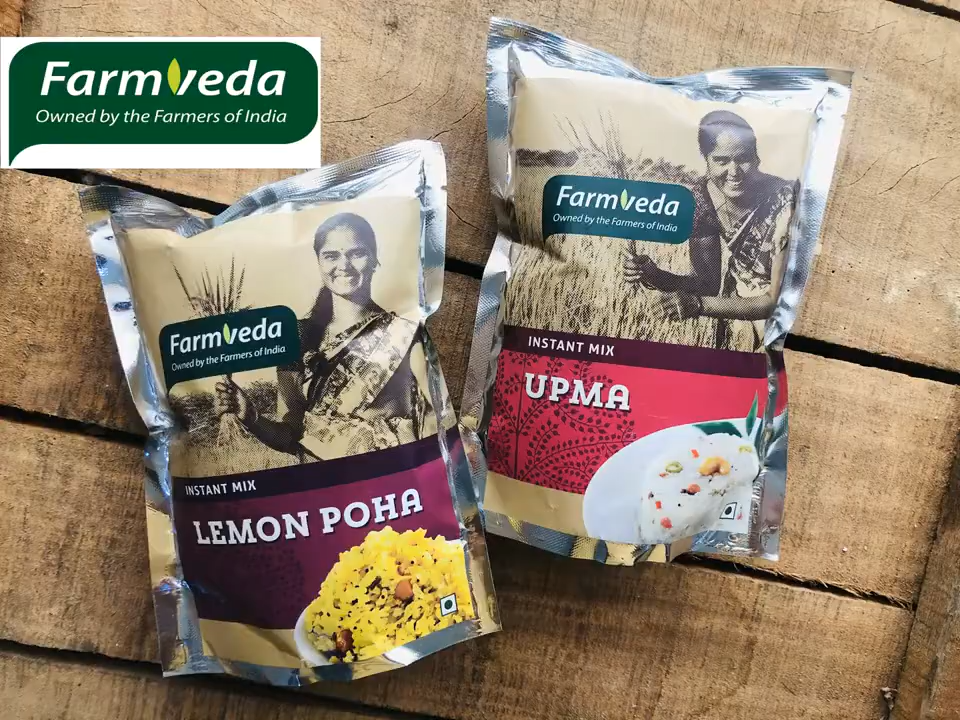 Farmveda
Owned by the Farmers of India
Farmveda
Owned by the Farmers of India
INSTANT MIX
UPMA
Farmveda
Owned by the Farmers of India
INSTANT MIX
LEMON POHA